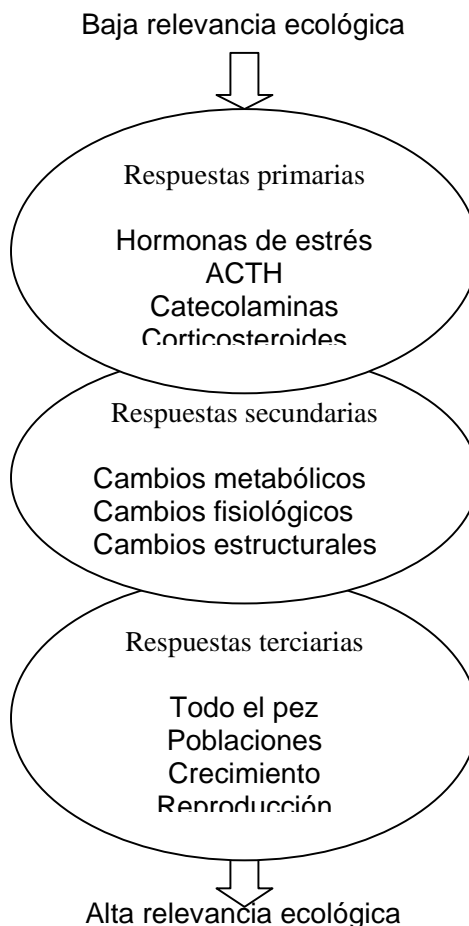 Baja relevancia ecológica
Respuestas primarias
Hormonas de estrés
ACTH
Catecolaminas
Corticosteroides
Respuestas secundarias
Cambios metabólicos
Cambios fisiológicos
Cambios estructurales
Respuestas terciarias
Todo el pez
Poblaciones
Crecimiento
Reproducción
Alta relevancia ecológica